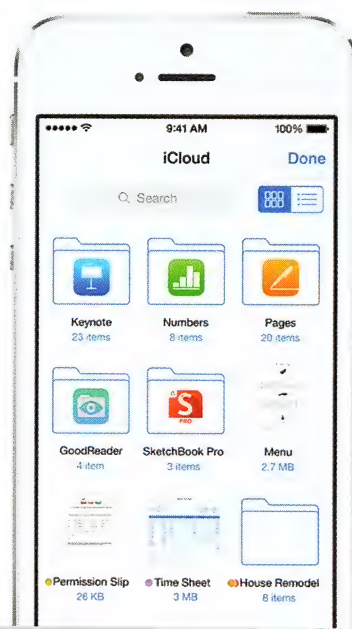 9:41 AM 100%
iCloud Done
Search
Keynote Numbers Pages
23 items 8 items 20 items
S
PRO
GoodReader SketchBook Pro Menu
4 item 3 items 2.7 MB
Permission Slip Time Sheet House Remodel
26 KB 3 MB 8 items